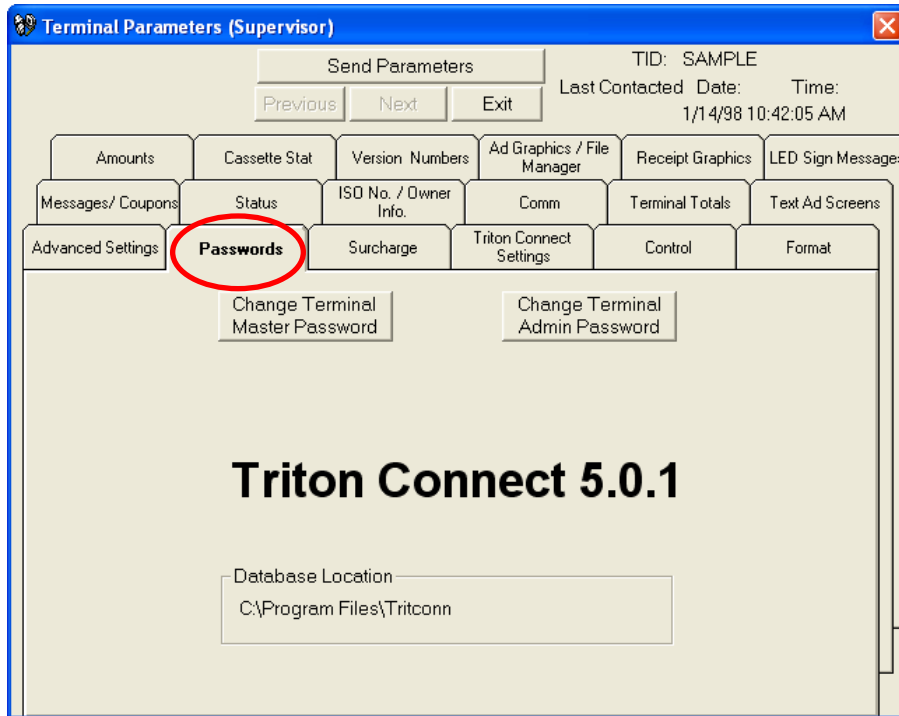 Terminal Parameters (Supervisor)
Send Parameters
TID: SAMPLE
Previous
Next
Exit
Last Contacted Date:
Time:
1/14/98 10:42:05 AM
Amounts
Cassette Stat
Version Numbers
Ad Graphics / File
Manager
Receipt Graphics
LED Sign Messages
Messages/ Coupons
Status
ISO No. / Owner
Info.
Comm
Terminal Totals
Text Ad Screens
Advanced Settings
Passwords
Surcharge
Triton Connect
Settings
Control
Format
Change Terminal
Master Password
Change Terminal
Admin Password
Triton Connect 5.0.1
Database Location
C:\Program Files\Tritconn